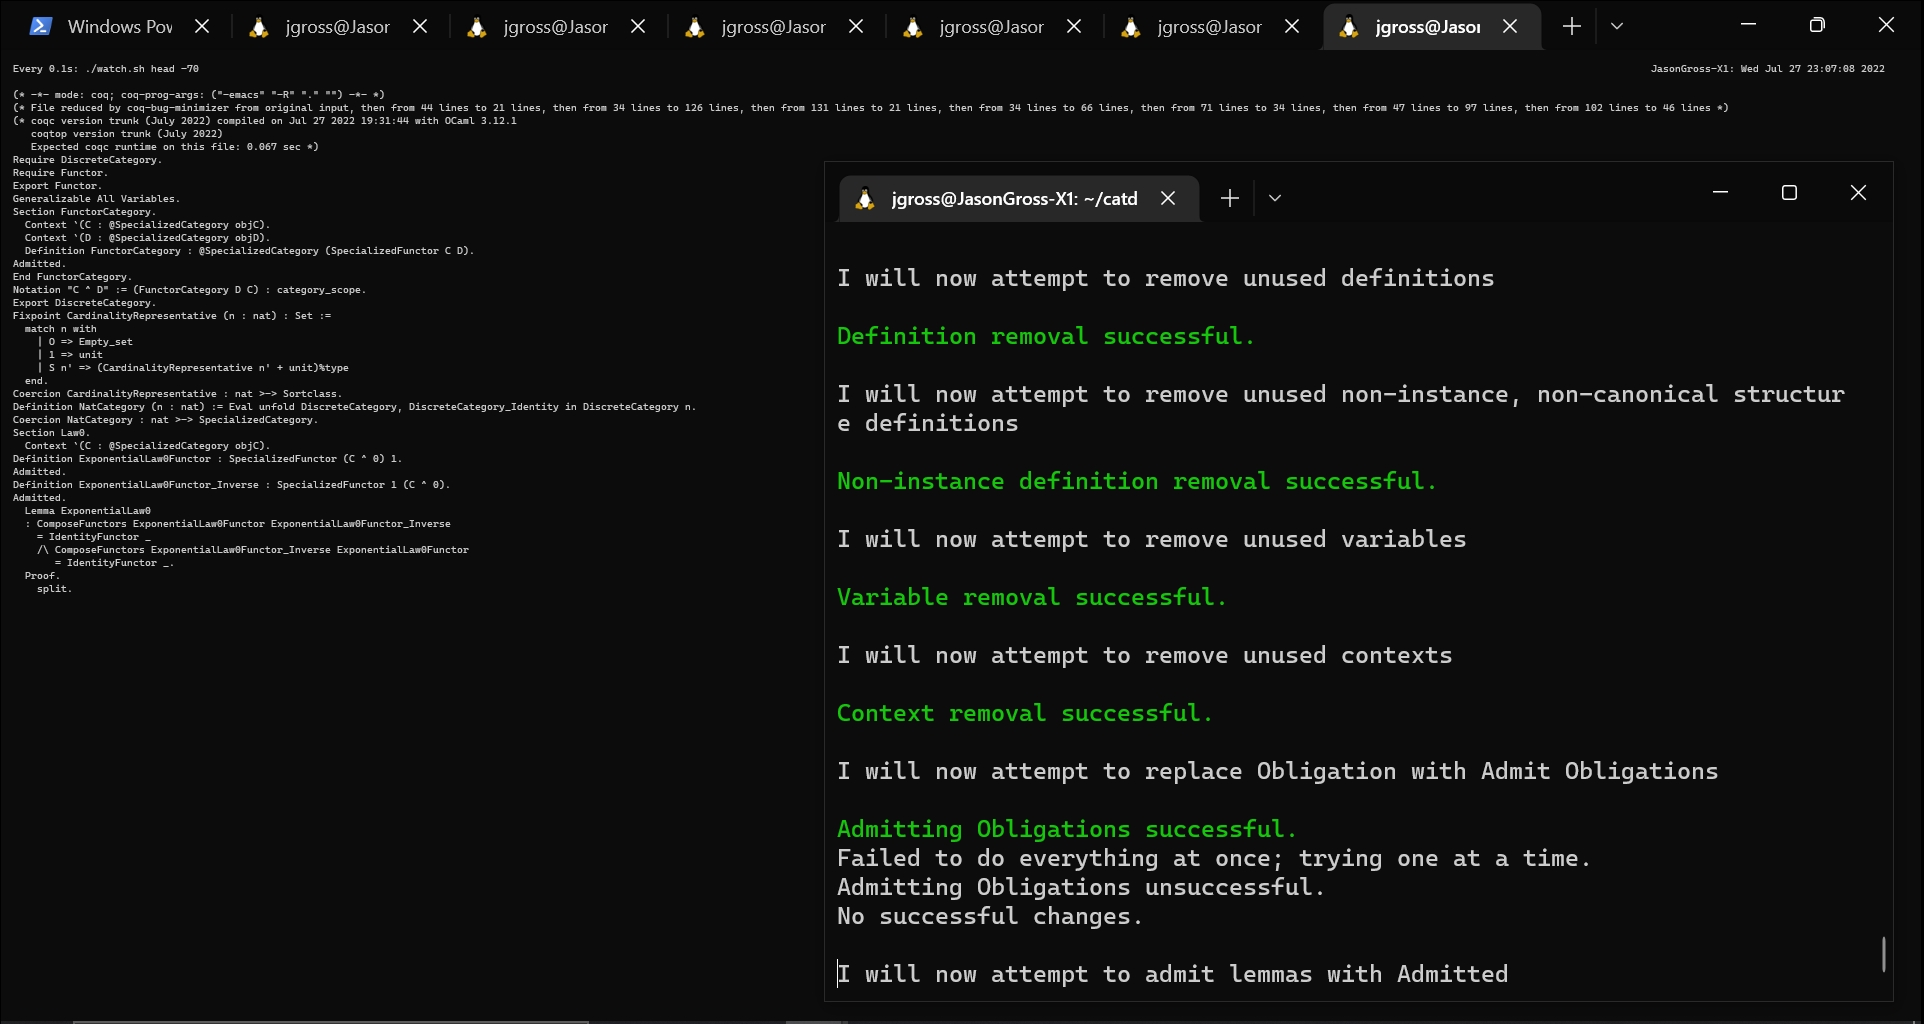 Windows Pov
jgross@Jasor
jgross@Jasor
jgross@Jasor
jgross@Jasor
jgross@Jasor
jgross@Jasor
Every 0.1s: ./watch.sh head -70
JasonGross-X1: Wed Jul 27 23:07:08 2022
(* -*- mode: coq; coq-prog-args: ("-emacs" "-R" "." "") -*- *)
(* File reduced by coq-bug-minimizer from original input, then from 44 lines to 21 lines, then from 34 lines to 126 lines, then from 131 lines to 21 lines, then from 34 lines to 66 lines, then from 71 lines to 34 lines, then from 47 lines to 97 lines, then from 102 lines to 46 lines *)
(* coqc version trunk (July 2022) compiled on Jul 27 2022 19:31:44 with OCaml 3.12.1
   coqtop version trunk (July 2022)
   Expected coqc runtime on this file: 0.067 sec *)
Require DiscreteCategory.
Require Functor.
Export Functor.
Generalizable All Variables.
Section FunctorCategory.
  Context `(C : @SpecializedCategory objC).
  Context `(D : @SpecializedCategory objD).
  Definition FunctorCategory : @SpecializedCategory (SpecializedFunctor C D).
Admitted.
End FunctorCategory.
Notation "C ^ D" := (FunctorCategory D C) : category_scope.
Export DiscreteCategory.
Fixpoint CardinalityRepresentative (n : nat) : Set :=
  match n with
    | O => Empty_set
    | 1 => unit
    | S n' => (CardinalityRepresentative n' + unit)%type
  end.
Coercion CardinalityRepresentative : nat >-> Sortclass.
Definition NatCategory (n : nat) := Eval unfold DiscreteCategory, DiscreteCategory_Identity in DiscreteCategory n.
Coercion NatCategory : nat >-> SpecializedCategory.
Section Law0.
  Context `(C : @SpecializedCategory objC).
Definition ExponentialLaw0Functor : SpecializedFunctor (C ^ 0) 1.
Admitted.
Definition ExponentialLaw0Functor_Inverse : SpecializedFunctor 1 (C ^ 0).
Admitted.
  Lemma ExponentialLaw0
  : ComposeFunctors ExponentialLaw0Functor ExponentialLaw0Functor_Inverse
    = IdentityFunctor _
    /\ ComposeFunctors ExponentialLaw0Functor_Inverse ExponentialLaw0Functor
       = IdentityFunctor _.
  Proof.
    split.
jgross@JasonGross-X1: ~/catd
I will now attempt to remove unused definitions
Definition removal successful.
I will now attempt to remove unused non-instance, non-canonical structur
e definitions
Non-instance definition removal successful.
I will now attempt to remove unused variables
Variable removal successful.
I will now attempt to remove unused contexts
Context removal successful.
I will now attempt to replace Obligation with Admit Obligations
Admitting Obligations successful.
Failed to do everything at once; trying one at a time.
Admitting Obligations unsuccessful.
No successful changes.
I will now attempt to admit lemmas with Admitted